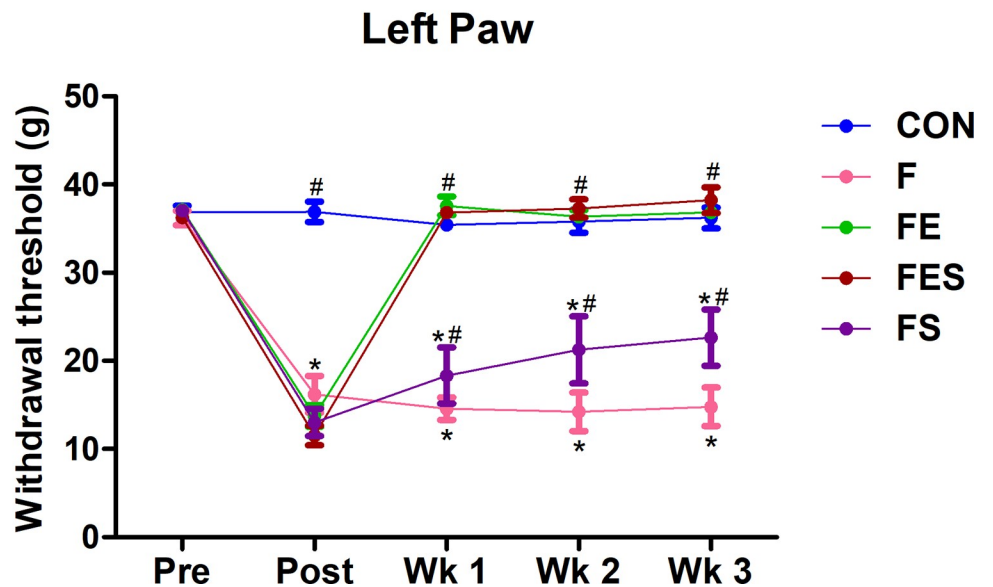 Left Paw
Withdrawal threshold (g)
50
40
30
20
10
0
# # # #
*# *# *#
*
* * *
Pre Post Wk 1 Wk 2 Wk 3
CON
F
FE
FES
FS